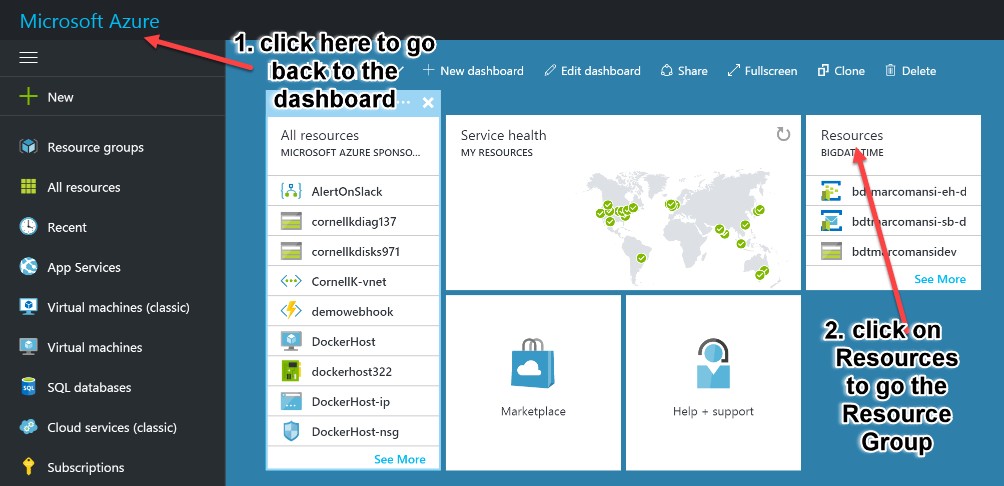 Microsoft Azure
1. click here to go
back to the
dashboard
New dashboard
Edit dashboard
Share
Fullscreen
Clone
Delete
New
Resource groups
All resources
Recent
App Services
Virtual machines (classic)
Virtual machines
SQL databases
Cloud services (classic)
Subscriptions
All resources
MICROSOFT AZURE SPONSO...
AlertOnSlack
cornellkdiag137
cornellkdisks971
CornellK-vnet
demowebhook
DockerHost
dockerhost322
DockerHost-ip
DockerHost-nsg
See More
Service health
MY RESOURCES
Marketplace
Help + support
Resources
bdtmarcomansi-eh-d
bdtmarcomansi-sb-d
bdtmarcomansidev
See More
2. click on
Resources
to go the
Resource
Group